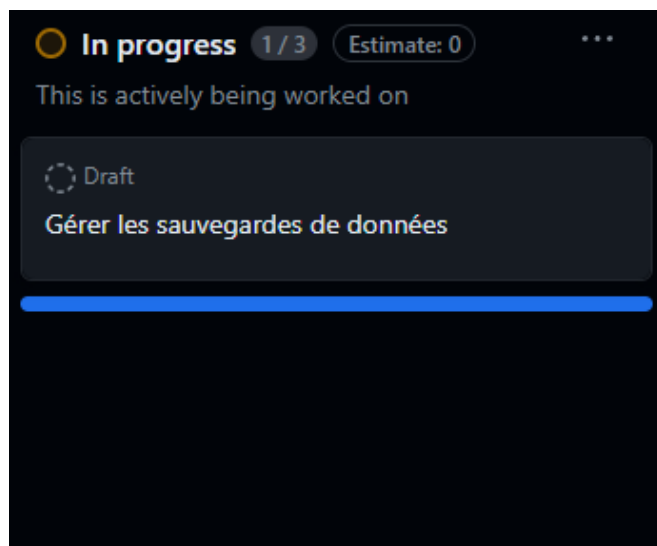 In progress 1 / 3 Estimate: 0
This is actively being worked on
Draft
Gérer les sauvegardes de données